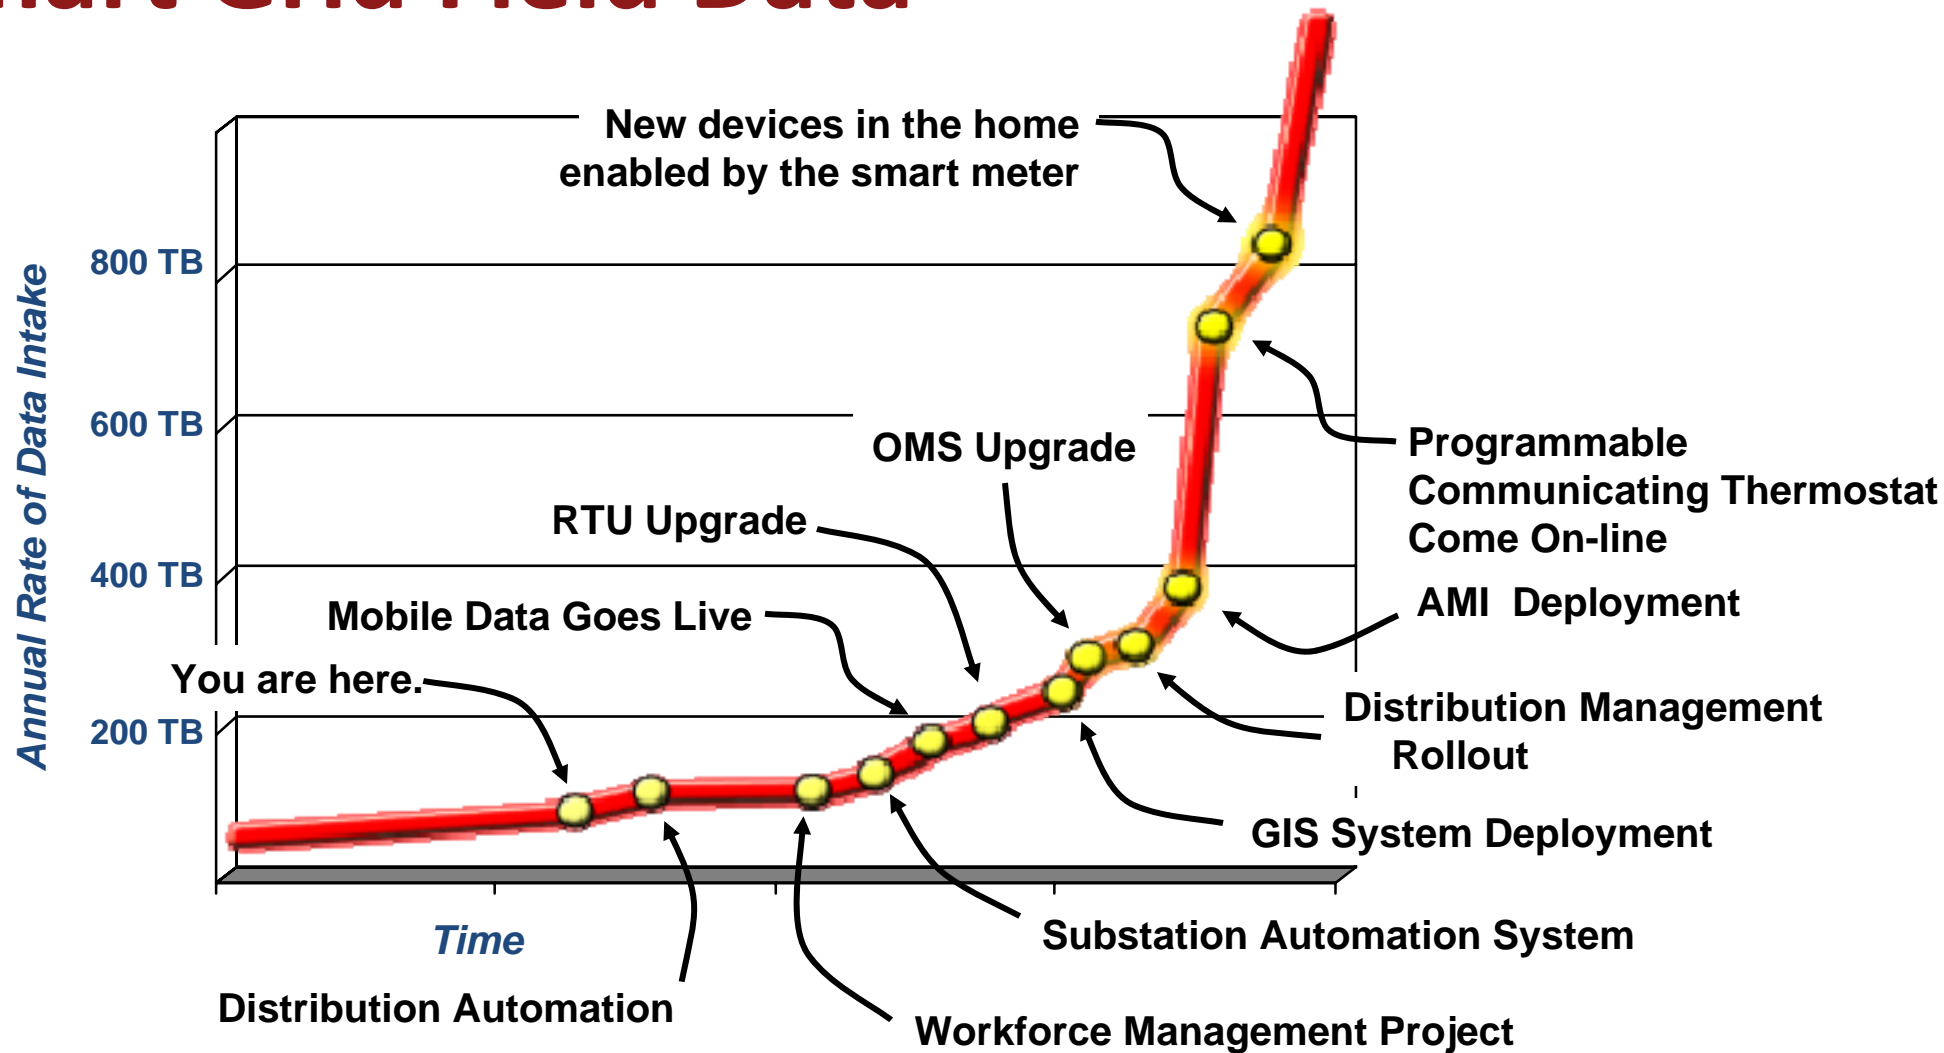 Grid Field Data
New devices in the home
enabled by the smart meter
800 TB
600 TB
400 TB
200 TB
Annual Rate of Data Intake
OMS Upgrade
Programmable
Communicating Thermostat
Come On-line
RTU Upgrade
AMI Deployment
Mobile Data Goes Live
You are here.
Distribution Management
Rollout
GIS System Deployment
Substation Automation System
Time
Distribution Automation
Workforce Management Project